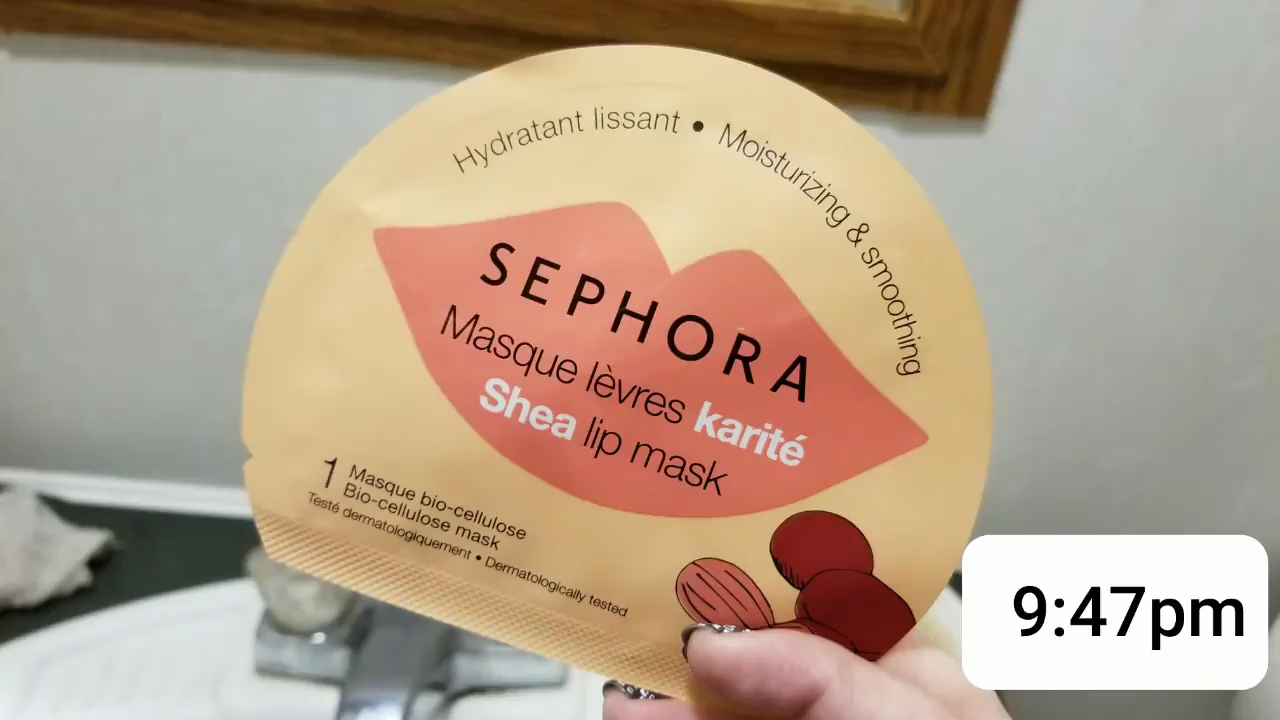 Hydratant lissant • Moisturizing & smoothing
SEPHORA
Masque lèvres karité
Shea lip mask
1 Masque bio-cellulose
Bio-cellulose mask
Testé dermatologiquement • Dermatologically tested
9:47pm